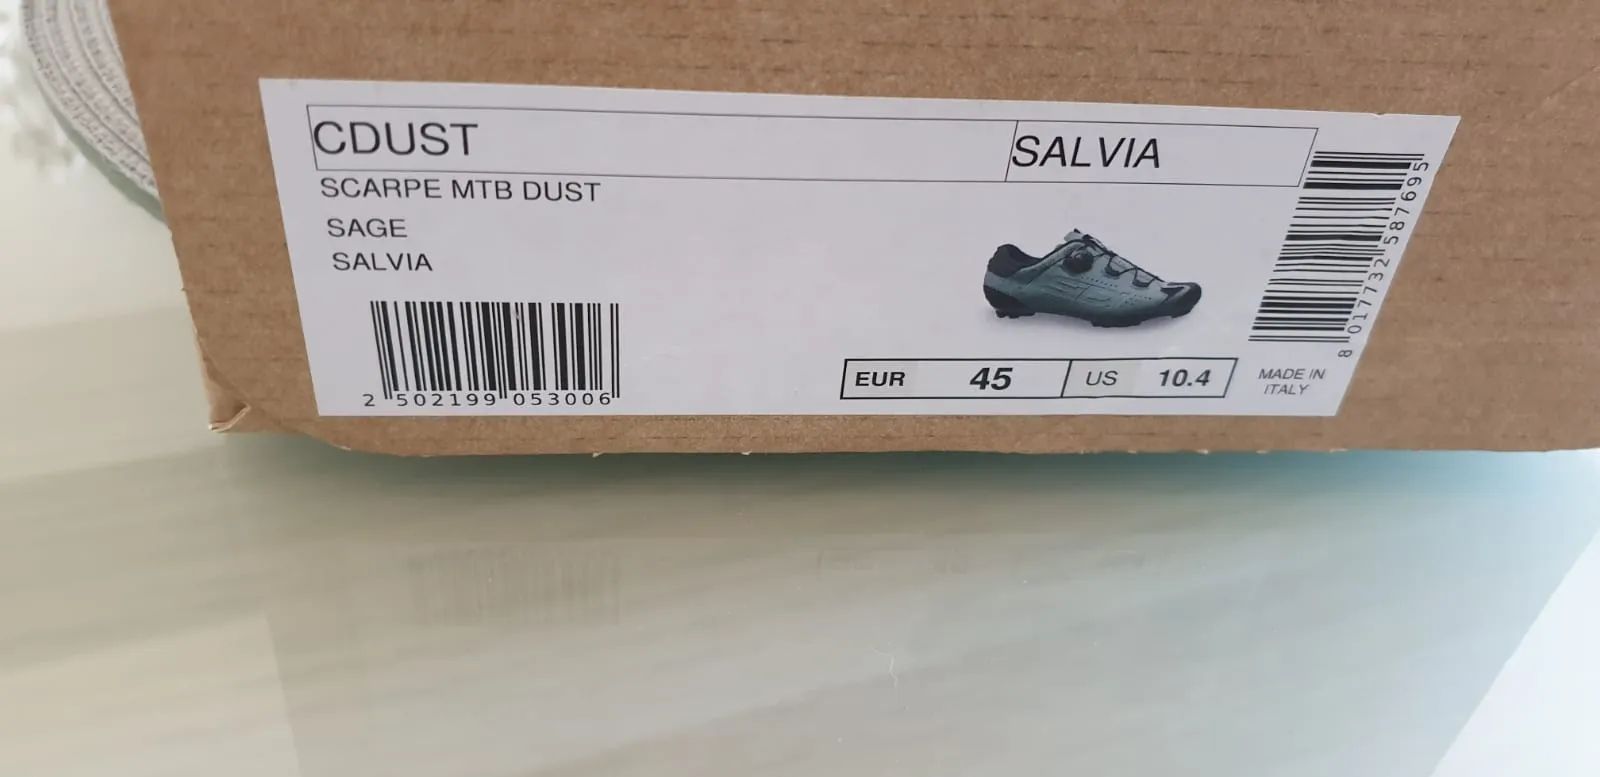 CDUST
SALVIA
SCARPE MTB DUST
SAGE
SALVIA
2 502199 053006
EUR 45 US 10.4
MADE IN
ITALY
8 017732 587695